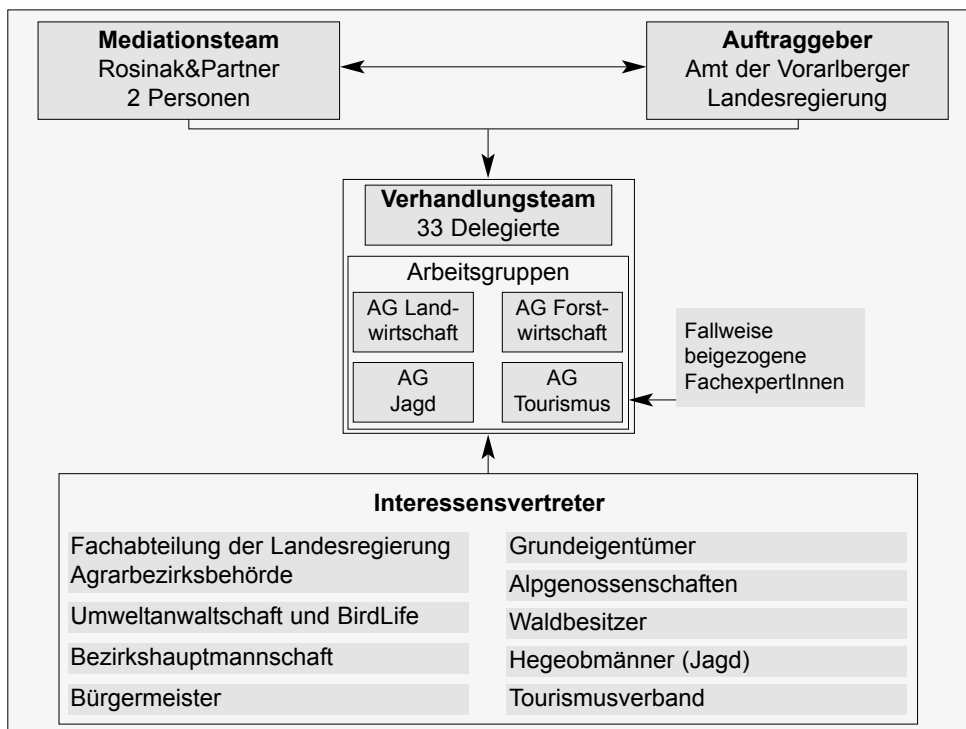 Mediationsteam
Rosinak&Partner
2 Personen
Auftraggeber
Amt der Vorarlberger
Landesregierung
Verhandlungsteam
33 Delegierte
Arbeitsgruppen
AG Land-
wirtschaft
AG Forst-
wirtschaft
AG
Jagd
AG
Tourismus
Fallweise
beigezogene
FachexpertInnen
Interessensvertreter
Fachabteilung der Landesregierung
Agrarbezirksbehörde
Umweltanwaltschaft und BirdLife
Bezirkshauptmannschaft
Bürgermeister
Grundeigentümer
Alpgenossenschaften
Waldbesitzer
Hegeobmänner (Jagd)
Tourismusverband